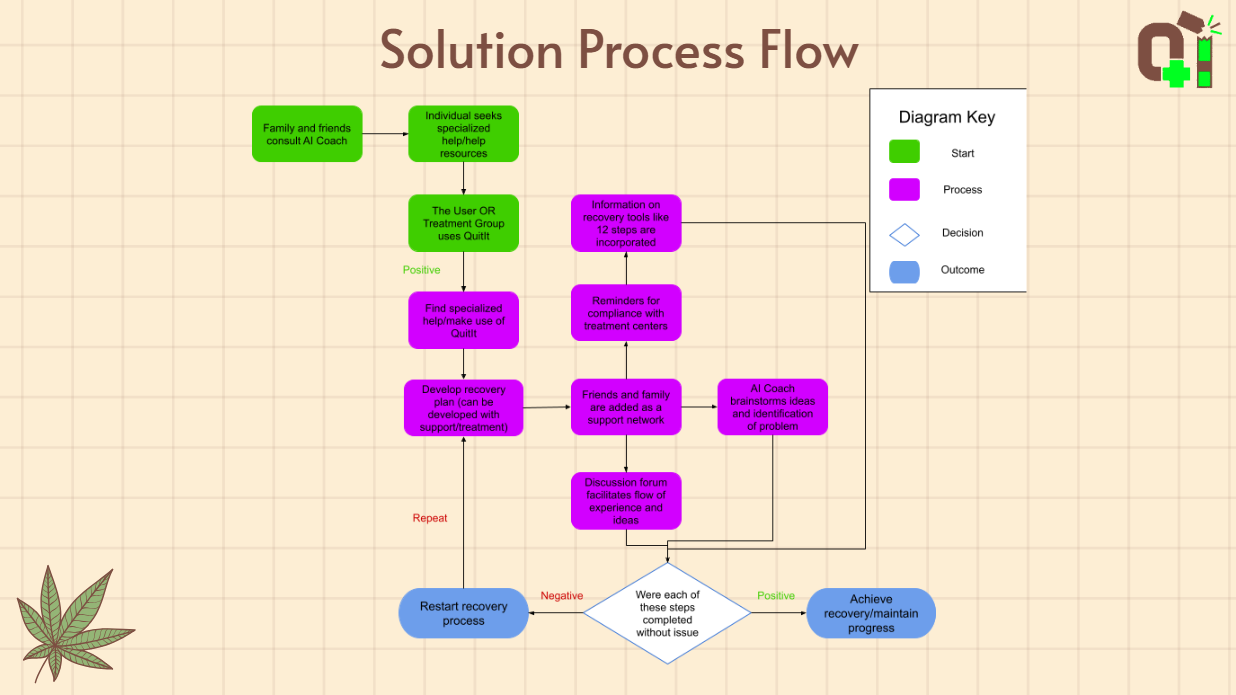 Solution Process Flow
Family and friends
consult AI Coach
Individual seeks
specialized
help/help
resources
Diagram Key
Start
Process
Decision
Outcome
The User OR
Treatment Group
uses QuitIt
Information on
recovery tools like
12 steps are
incorporated
Positive
Find specialized
help/make use of
QuitIt
Reminders for
compliance with
treatment centers
Develop recovery
plan (can be
developed with
support/treatment)
Friends and family
are added as a
support network
AI Coach
brainstorms ideas
and identification
of problem
Discussion forum
facilitates flow of
experience and
ideas
Repeat
Restart recovery
process
Negative
Were each of
these steps
completed
without issue
Positive
Achieve
recovery/maintain
progress